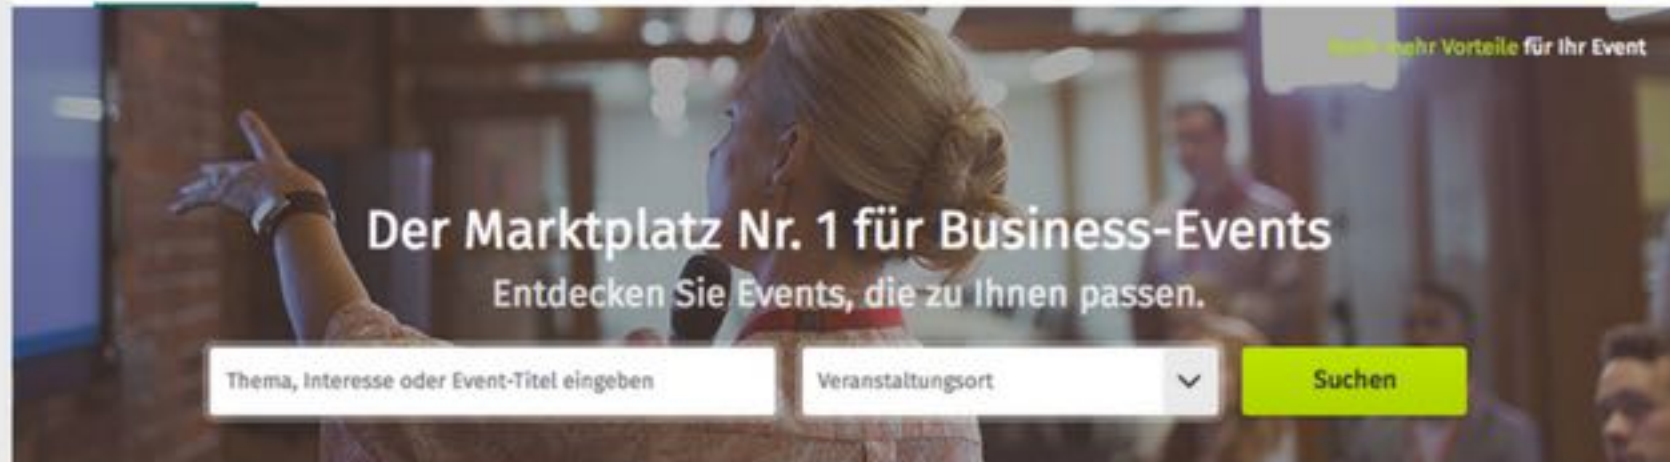 mehr Vorteile für Ihr Event
Der Marktplatz Nr. 1 für Business-Events
Entdecken Sie Events, die zu Ihnen passen.
Thema, Interesse oder Event-Titel eingeben
Veranstaltungsort
Suchen